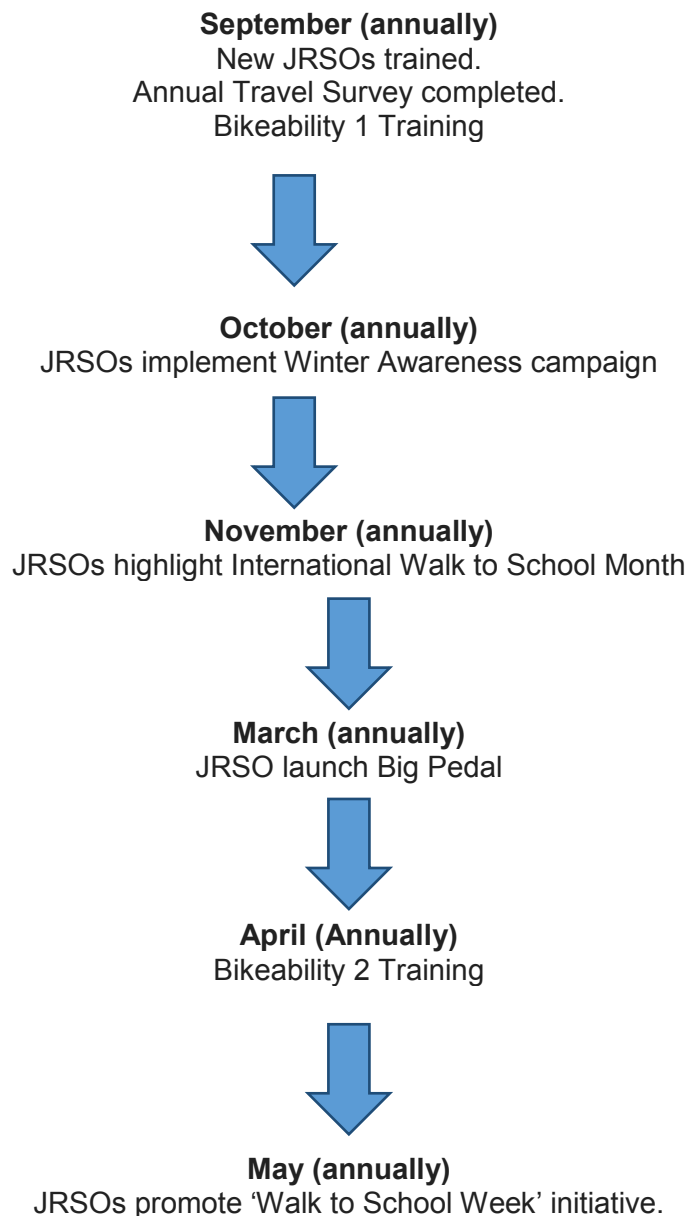 September (annually)
New JRSOs trained.
Annual Travel Survey completed.
Bikeability 1 Training
October (annually)
JRSOs implement Winter Awareness campaign
November (annually)
JRSOs highlight International Walk to School Month
March (annually)
JRSO launch Big Pedal
April (Annually)
Bikeability 2 Training
May (annually)
JRSOs promote ‘Walk to School Week’ initiative.